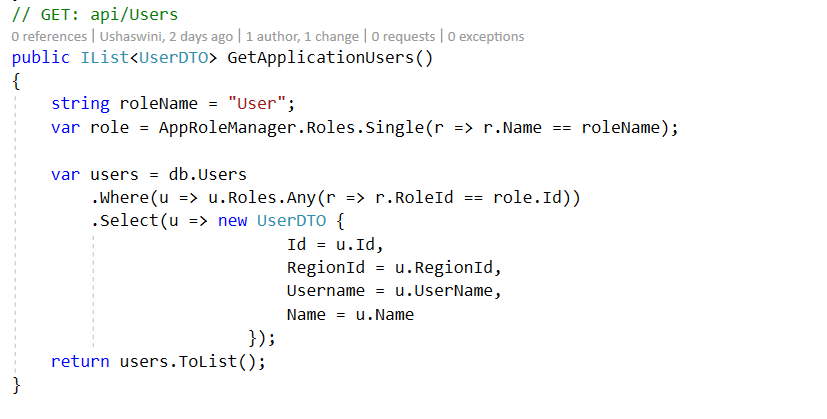 // GET: api/Users
0 references | Ushaswini, 2 days ago | 1 author, 1 change | 0 requests | 0 exceptions
public IList<UserDTO> GetApplicationUsers()
{
    string roleName = "User";
    var role = AppRoleManager.Roles.Single(r => r.Name == roleName);
    var users = db.Users
        .Where(u => u.Roles.Any(r => r.RoleId == role.Id))
        .Select(u => new UserDTO {
                            Id = u.Id,
                            RegionId = u.RegionId,
                            Username = u.UserName,
                            Name = u.Name
                        });
    return users.ToList();
}